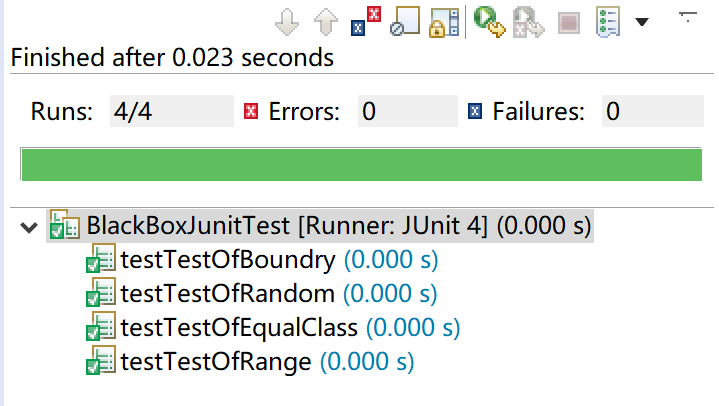 Finished after 0.023 seconds
Runs: 4/4 Errors: 0 Failures: 0
BlackBoxJunitTest [Runner: JUnit 4] (0.000 s)
testTestOfBoundry (0.000 s)
testTestOfRandom (0.000 s)
testTestOfEqualClass (0.000 s)
testTestOfRange (0.000 s)